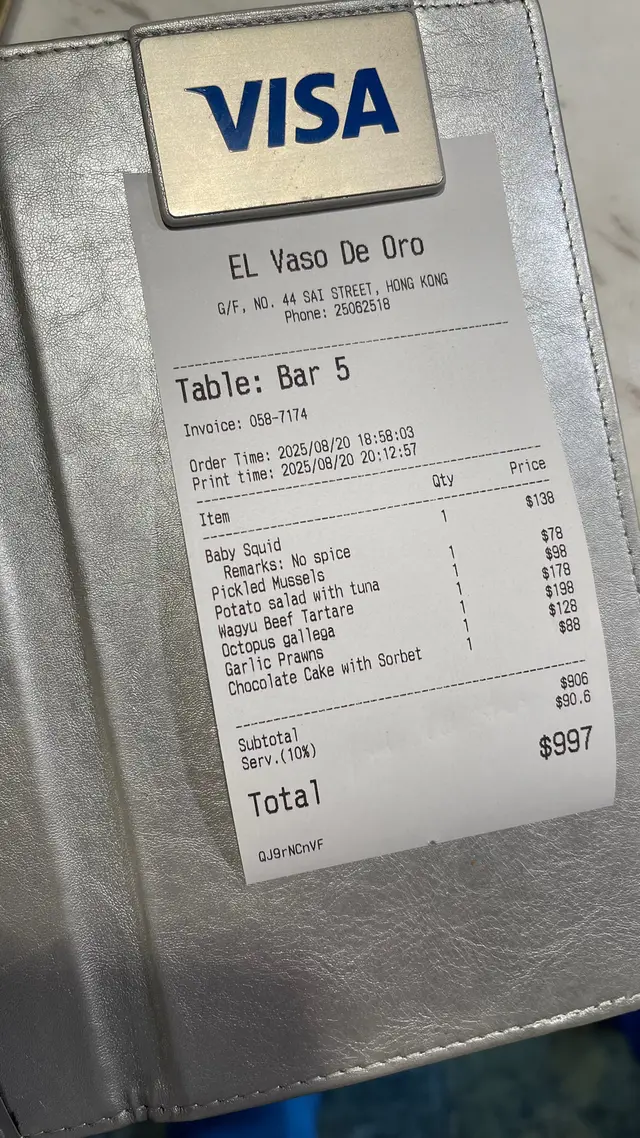 VISA
EL Vaso De Oro
G/F, NO. 44 SAI STREET, HONG KONG
Phone: 25062518
Table: Bar 5
Invoice: 058-7174
Order Time: 2025/08/20 18:58:03
Print time: 2025/08/20 20:12:57
Item Qty Price
Baby Squid 1 $138
Remarks: No spice
Pickled Mussels 1 $78
Potato salad with tuna 1 $98
Wagyu Beef Tartare 1 $178
Octopus gallega 1 $198
Garlic Prawns 1 $128
Chocolate Cake with Sorbet 1 $88
Subtotal $906
Serv.(10%) $90.6
Total $997
QJ9rNCnVF